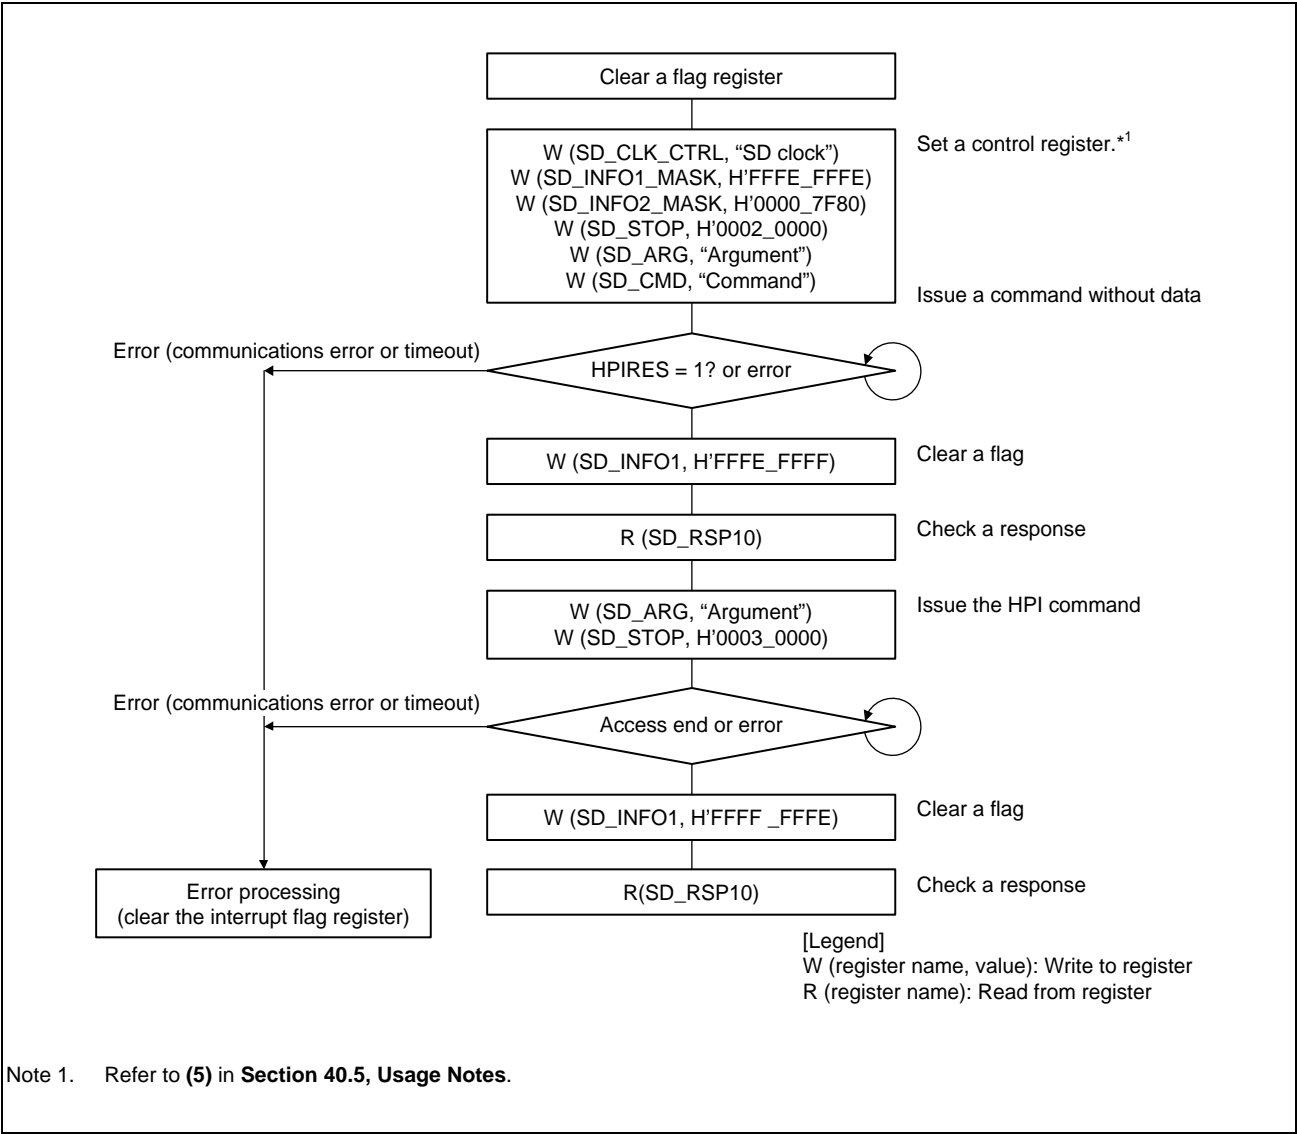 Clear a flag register
W (SD_CLK_CTRL, “SD clock”)
W (SD_INFO1_MASK, H’FFFE_FFFE)
W (SD_INFO2_MASK, H’0000_7F80)
W (SD_STOP, H’0002_0000)
W (SD_ARG, “Argument”)
W (SD_CMD, “Command”)
Set a control register.*1
Issue a command without data
Error (communications error or timeout)
HPIRES = 1? or error
W (SD_INFO1, H’FFFE_FFFF)
Clear a flag
R (SD_RSP10)
Check a response
W (SD_ARG, “Argument”)
W (SD_STOP, H’0003_0000)
Issue the HPI command
Error (communications error or timeout)
Access end or error
W (SD_INFO1, H’FFFF _FFFE)
Clear a flag
Error processing
(clear the interrupt flag register)
R(SD_RSP10)
Check a response
[Legend]
W (register name, value): Write to register
R (register name): Read from register
Note 1. Refer to (5) in Section 40.5, Usage Notes.